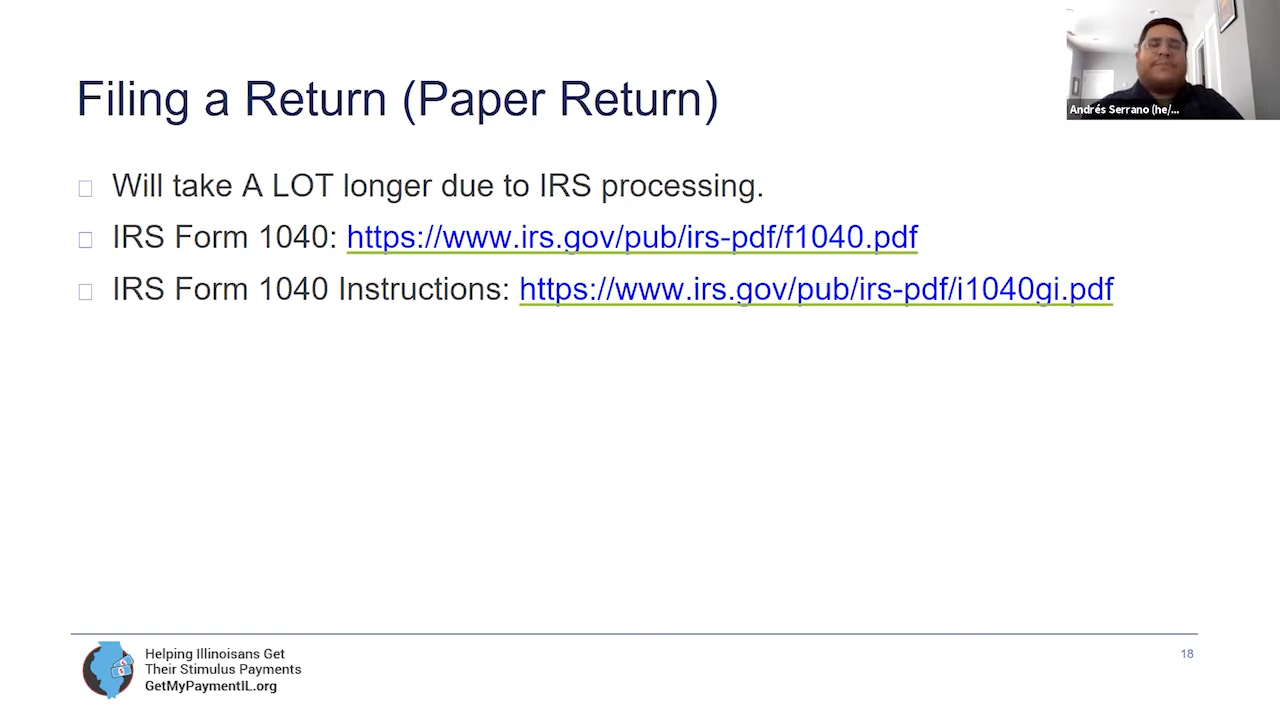 Filing a Return (Paper Return)
Andrés Serrano (he/...
Will take A LOT longer due to IRS processing.
IRS Form 1040: https://www.irs.gov/pub/irs-pdf/f1040.pdf
IRS Form 1040 Instructions: https://www.irs.gov/pub/irs-pdf/i1040gi.pdf
Helping Illinoisans Get
Their Stimulus Payments
GetMyPaymentIL.org
18